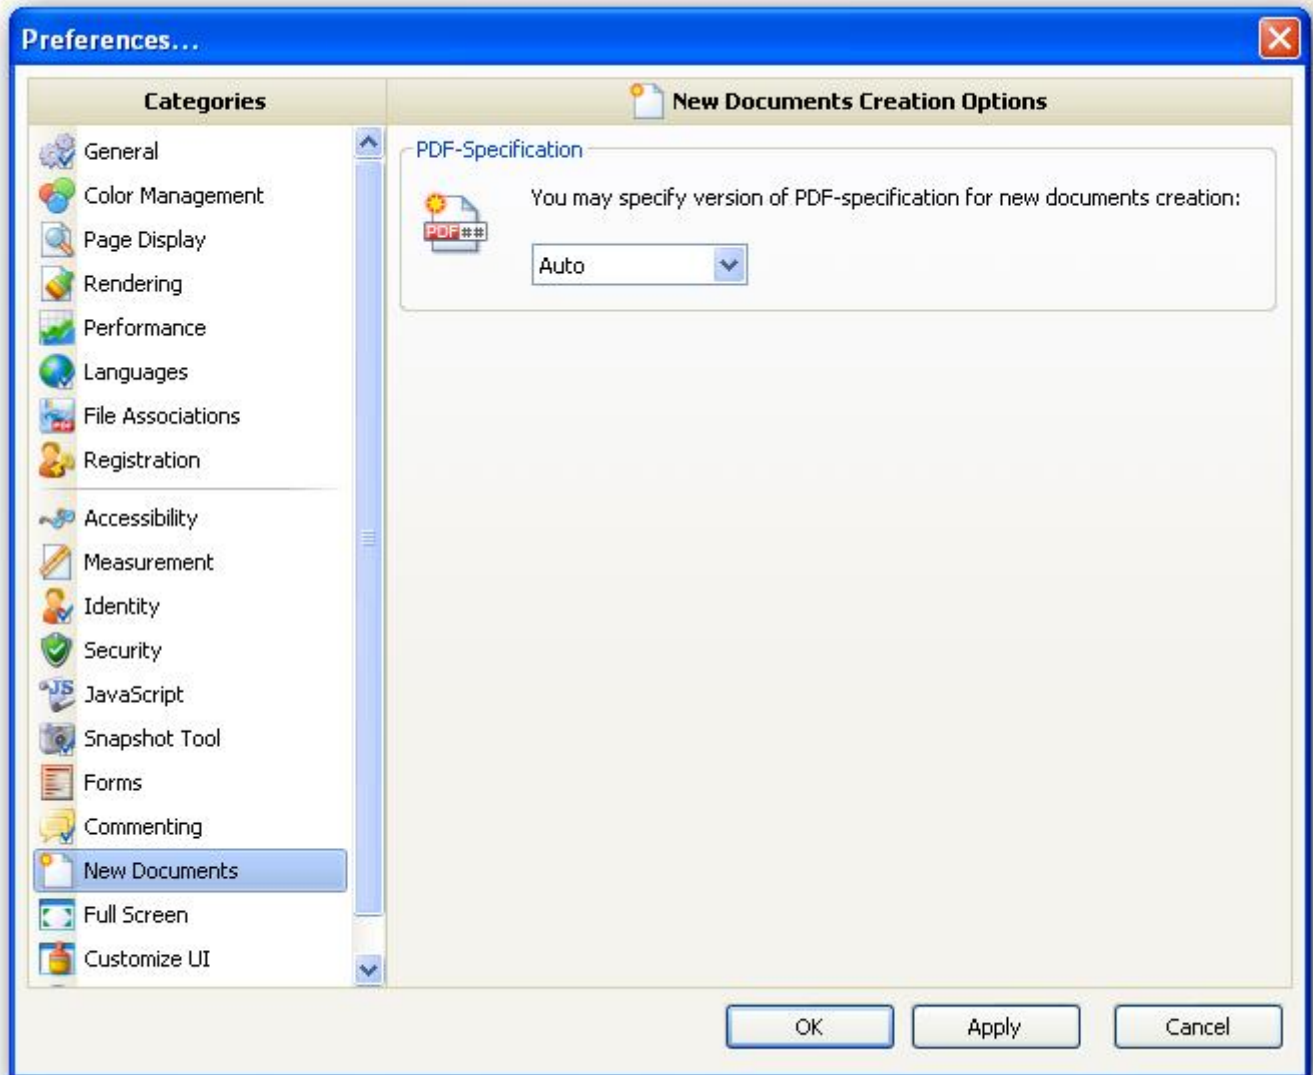 Preferences...
Categories
New Documents Creation Options
General
Color Management
Page Display
Rendering
Performance
Languages
File Associations
Registration
Accessibility
Measurement
Identity
Security
JavaScript
Snapshot Tool
Forms
Commenting
New Documents
Full Screen
Customize UI
PDF-Specification
You may specify version of PDF-specification for new documents creation:
PDF##
Auto
JS
OK Apply Cancel